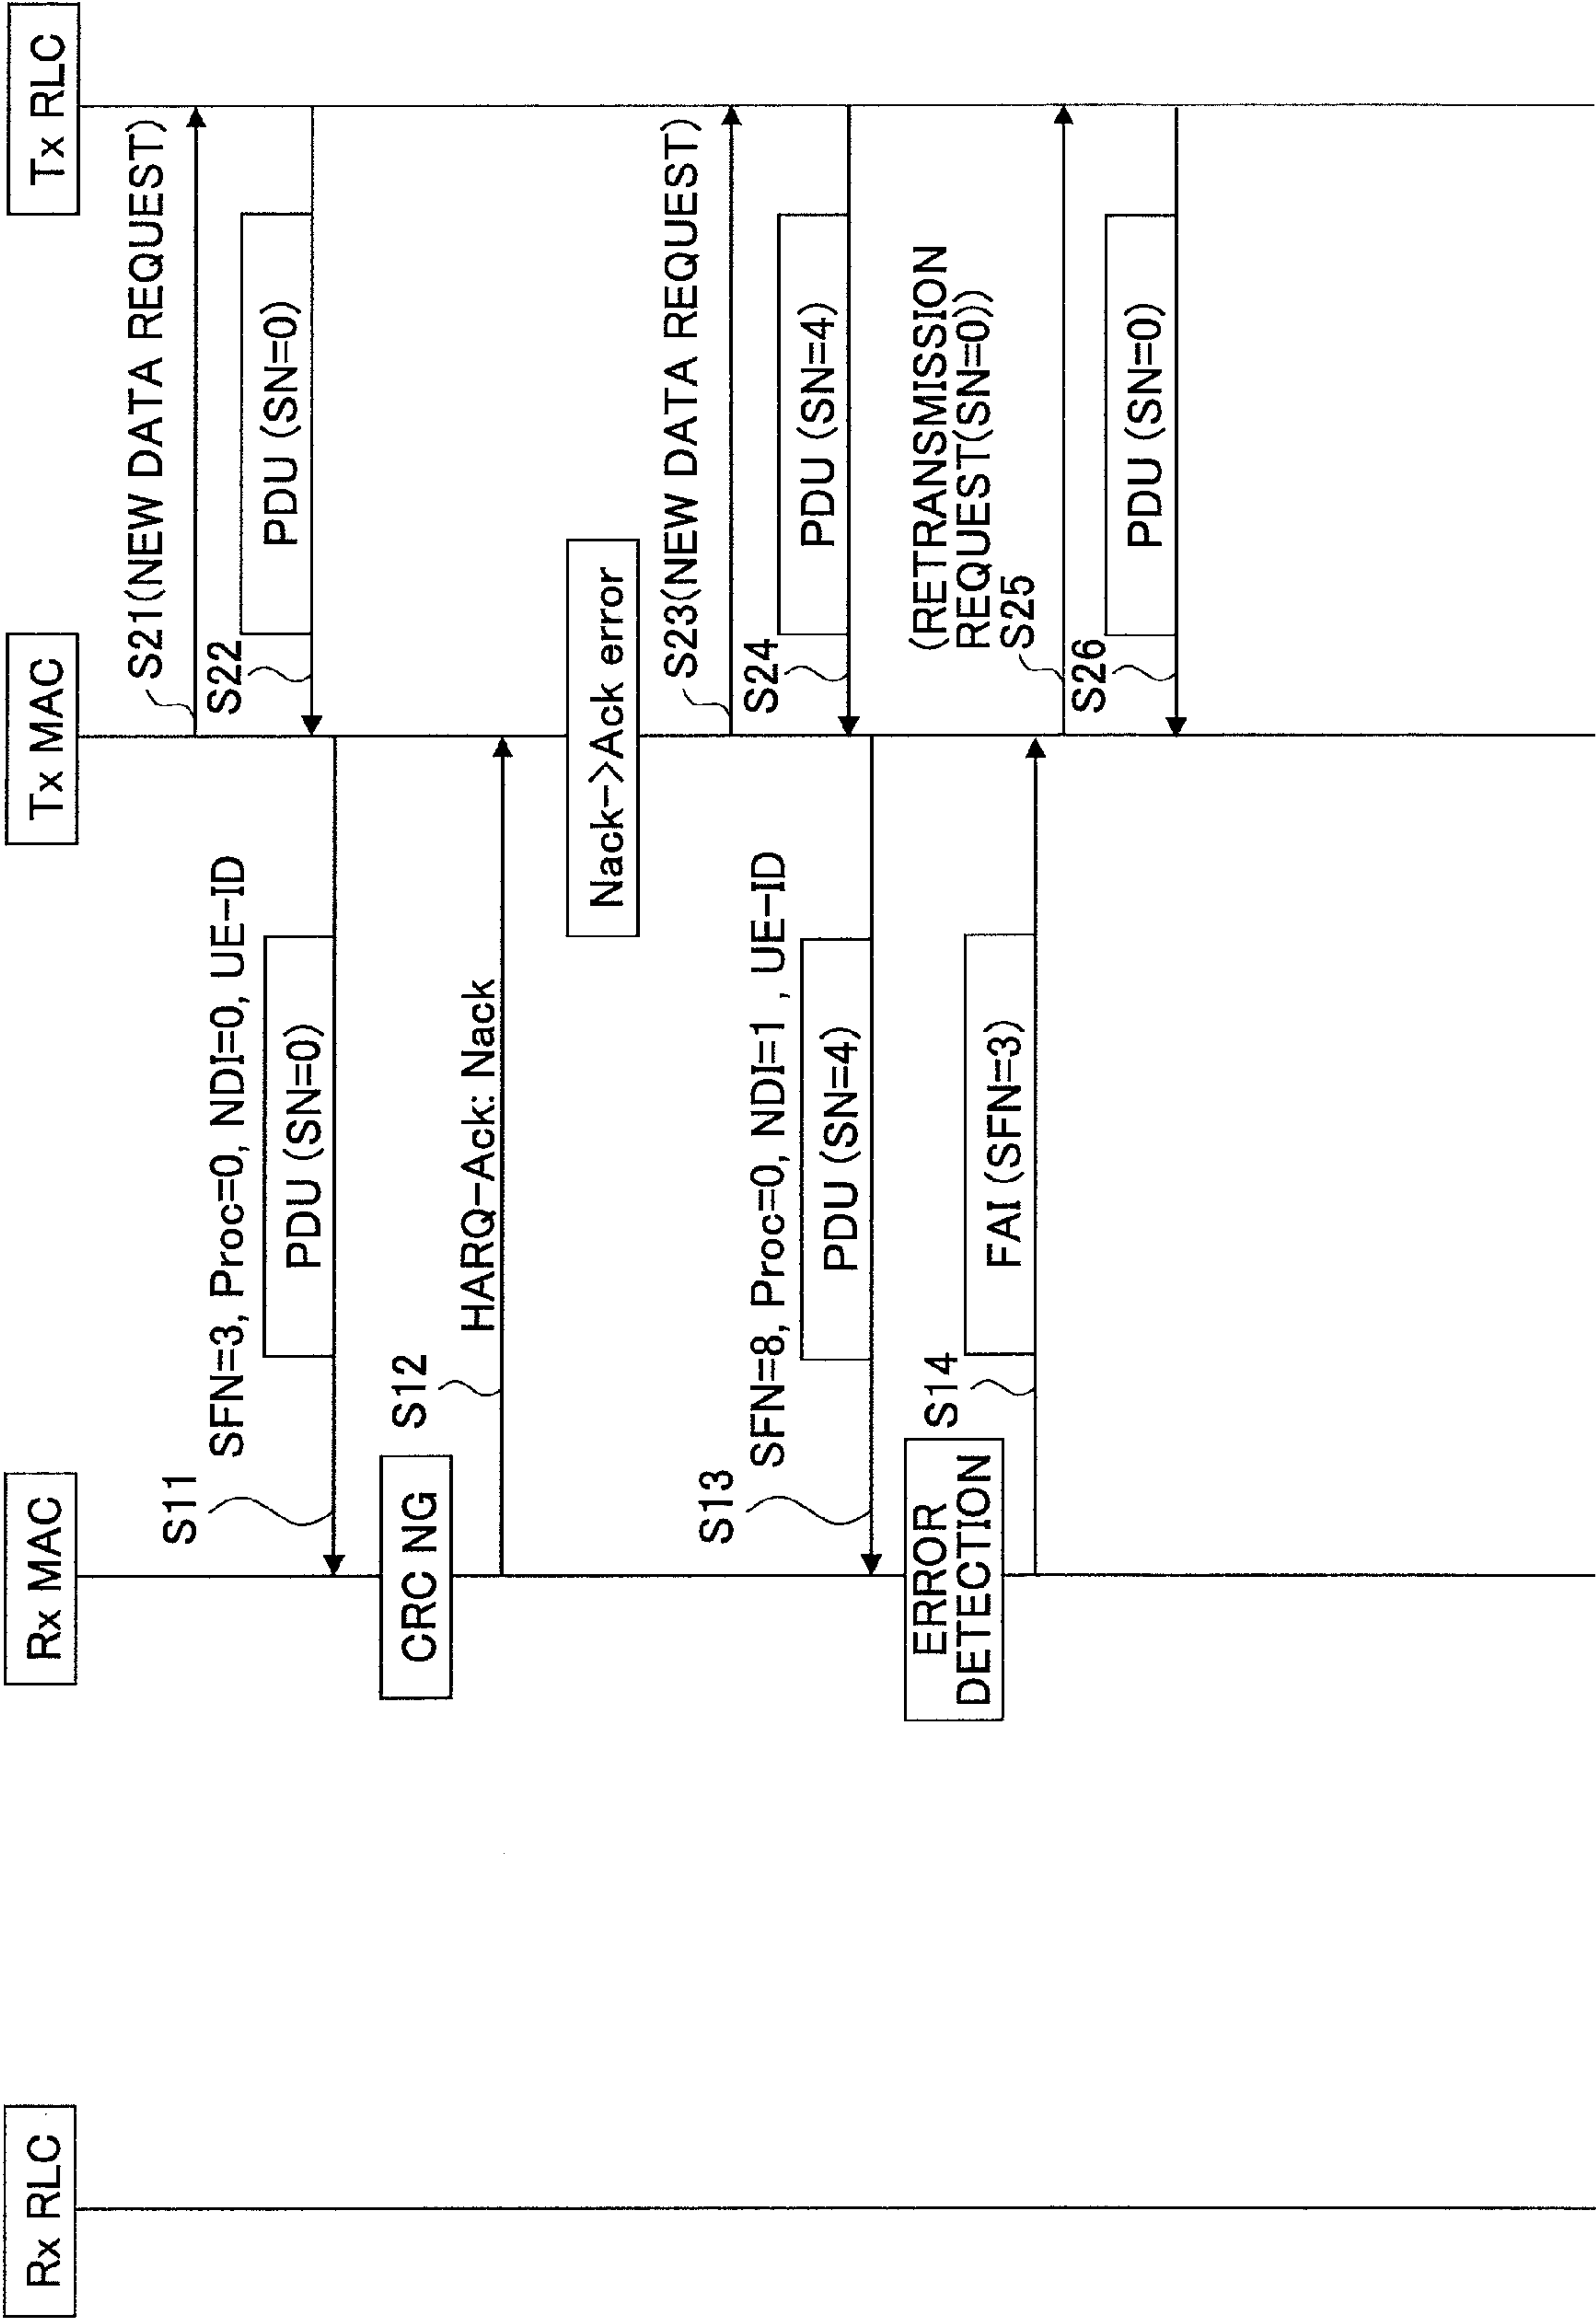 Rx RLC
Rx MAC
Tx MAC
Tx RLC
S21(NEW DATA REQUEST)
S22
PDU (SN=0)
S11
SFN=3, Proc=0, NDI=0, UE-ID
PDU (SN=0)
CRC NG
S12
HARQ-Ack: Nack
Nack->Ack error
S23(NEW DATA REQUEST)
S24
PDU (SN=4)
S13
SFN=8, Proc=0, NDI=1 , UE-ID
PDU (SN=4)
ERROR
DETECTION
S14
FAI (SFN=3)
(RETRANSMISSION
REQUEST(SN=0))
S25
S26
PDU (SN=0)